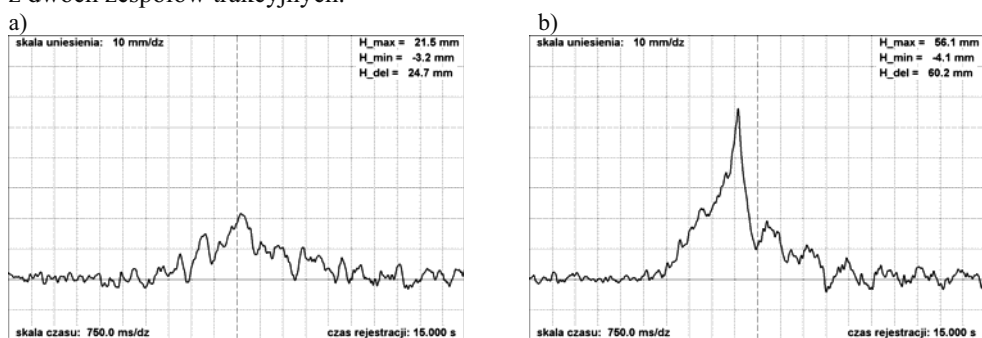 z dwóch zespołów trakcyjnych.
a)
b)
skala uniesienia: 10 mm/dz
H_max = 21.5 mm
H_min = -3.2 mm
H_del = 24.7 mm
skala czasu: 750.0 ms/dz
czas rejestracji: 15.000 s
skala uniesienia: 10 mm/dz
H_max = 56.1 mm
H_min = -4.1 mm
H_del = 60.2 mm
skala czasu: 750.0 ms/dz
czas rejestracji: 15.000 s